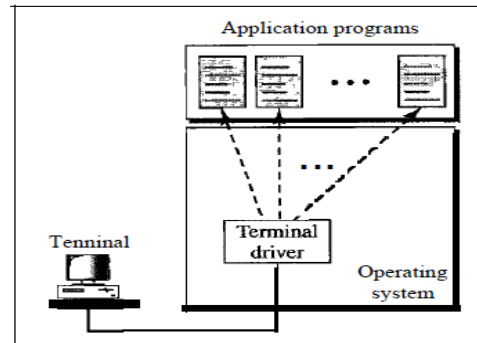 Application programs
Tenninal
Terminal
driver
Operating
system